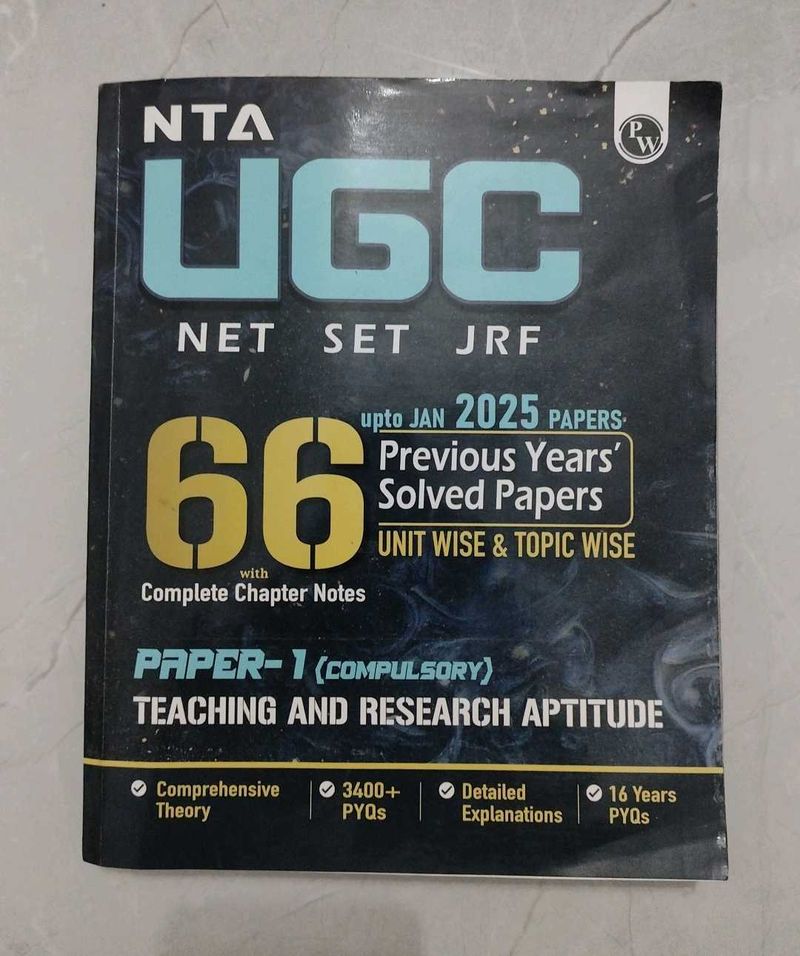 NTA
PW
UGC
NET SET JRF
66
upto JAN 2025 PAPERS
Previous Years'
Solved Papers
UNIT WISE & TOPIC WISE
with
Complete Chapter Notes
PAPER-1 (COMPULSORY)
TEACHING AND RESEARCH APTITUDE
Comprehensive
Theory
3400+
PYQs
Detailed
Explanations
16 Years
PYQs